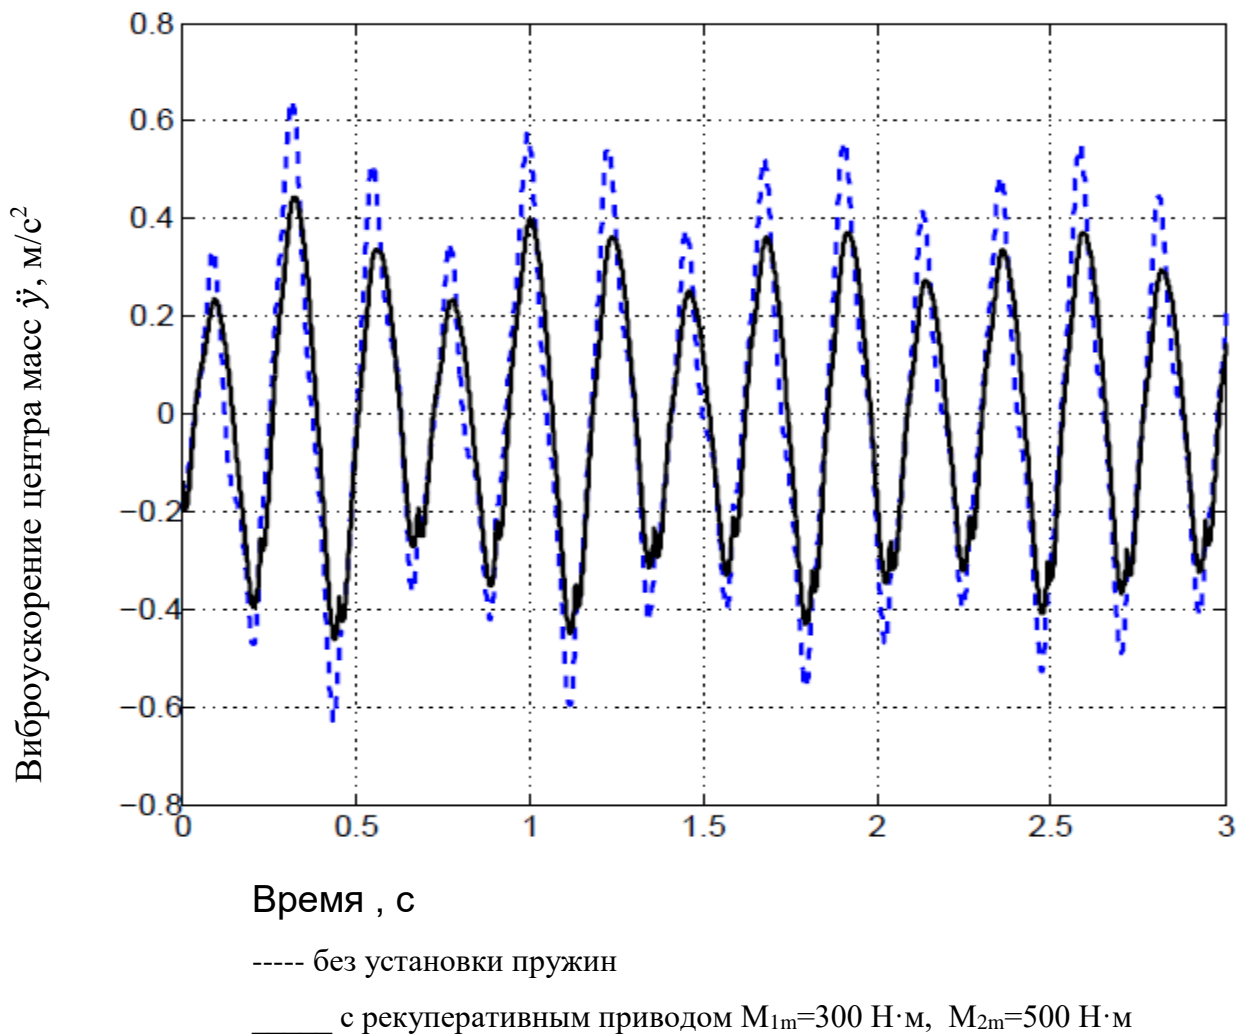 Виброускорение центра масс ÿ, м/с²
0.8
0.6
0.4
0.2
0
−0.2
−0.4
−0.6
−0.8
0 0.5 1 1.5 2 2.5 3
Время , с
----- без установки пружин
_____ с рекуперативным приводом M₁ₘ=300 Н·м, M₂ₘ=500 Н·м